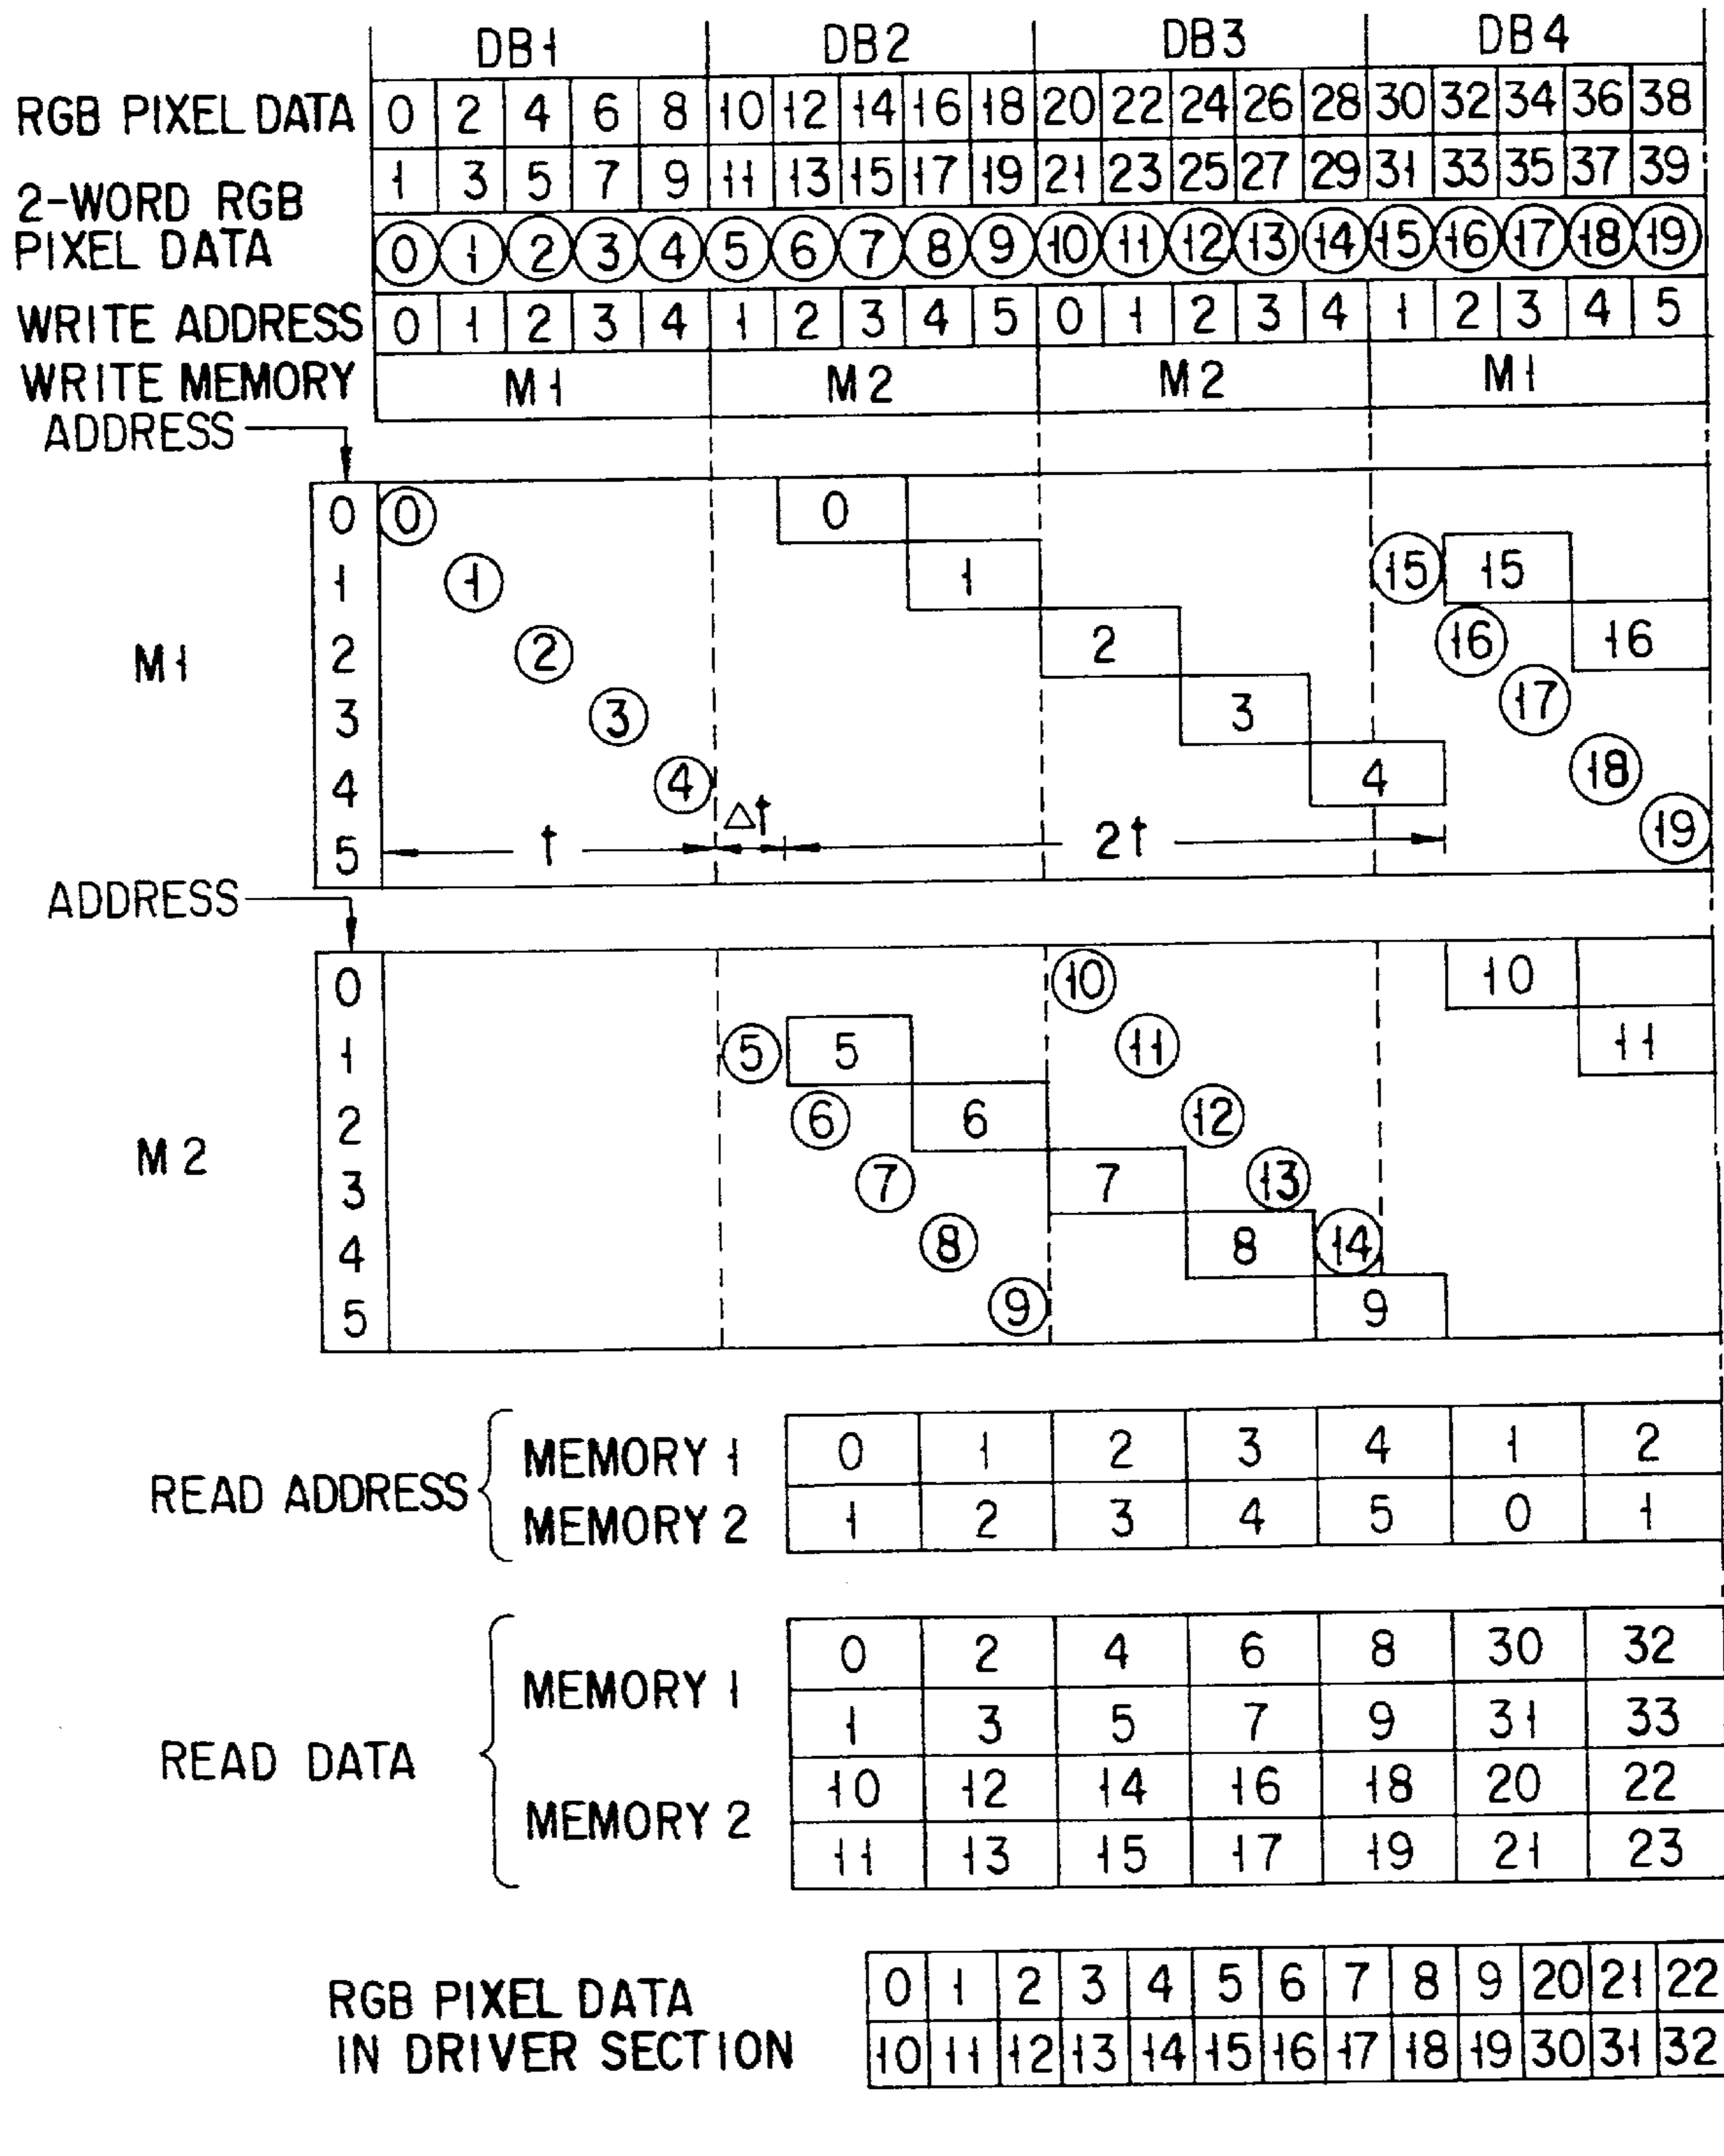 DB1 DB2 DB3 DB4
RGB PIXEL DATA 0 2 4 6 8 10 12 14 16 18 20 22 24 26 28 30 32 34 36 38
1 3 5 7 9 11 13 15 17 19 21 23 25 27 29 31 33 35 37 39
2-WORD RGB
PIXEL DATA 0 1 2 3 4 5 6 7 8 9 10 11 12 13 14 15 16 17 18 19
WRITE ADDRESS 0 1 2 3 4 1 2 3 4 5 0 1 2 3 4 1 2 3 4 5
WRITE MEMORY M1 M2 M2 M1
ADDRESS
0 0 0
1 1 1 15 15
M1 2 2 2 16 16
3 3 3 17
4 4 4 18
5 t Δt 2t 19
ADDRESS
0 10 10
1 5 5 11 11
M2 2 6 6 12
3 7 7 13
4 8 8 14
5 9 9
READ ADDRESS MEMORY 1 0 1 2 3 4 1 2
MEMORY 2 1 2 3 4 5 0 1
READ DATA MEMORY 1 0 2 4 6 8 30 32
1 3 5 7 9 31 33
MEMORY 2 10 12 14 16 18 20 22
11 13 15 17 19 21 23
RGB PIXEL DATA 0 1 2 3 4 5 6 7 8 9 20 21 22
IN DRIVER SECTION 10 11 12 13 14 15 16 17 18 19 30 31 32